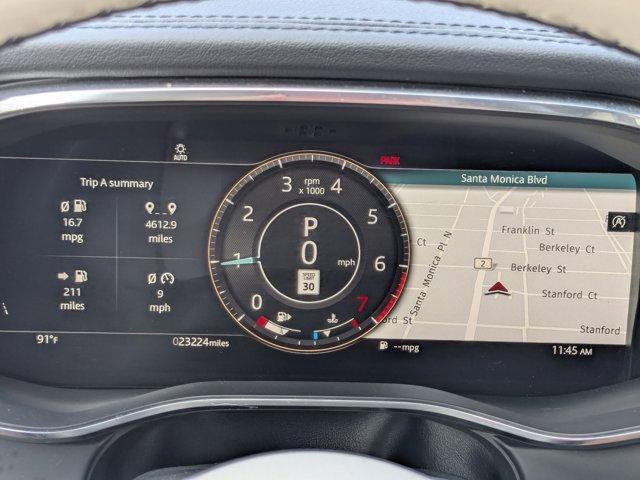 AUTO
PARK
Trip A summary
16.7
mpg
4612.9
miles
211
miles
9
mph
91°F
023224miles
rpm
x 1000
0
1
2
3
4
5
6
7
P
0
mph
SPEED
LIMIT
30
Santa Monica Blvd
Franklin St
Berkeley Ct
Berkeley St
Stanford Ct
Stanford
Santa Monica Pl N
Ct
ord St
2
--mpg
11:45 AM